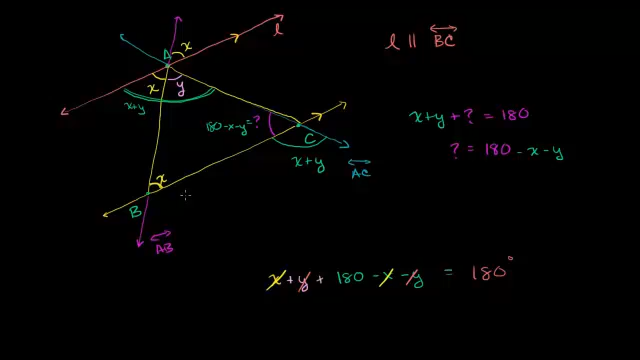 A x l
l || BC
x y
x+y
x+y+?=180
180-x-y=?
C
?=180-x-y
x+y
AC
x
B
AB
x+y+180-x-y = 180°